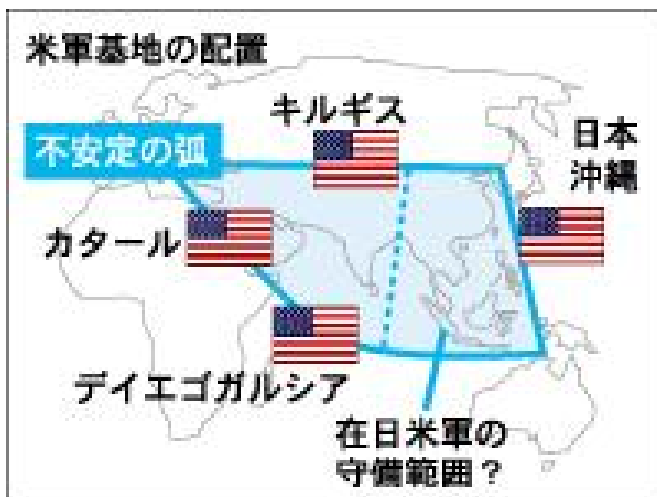 米軍基地の配置
キルギス
日本
沖縄
不安定の弧
カタール
デイエゴガルシア
在日米軍の
守備範囲？